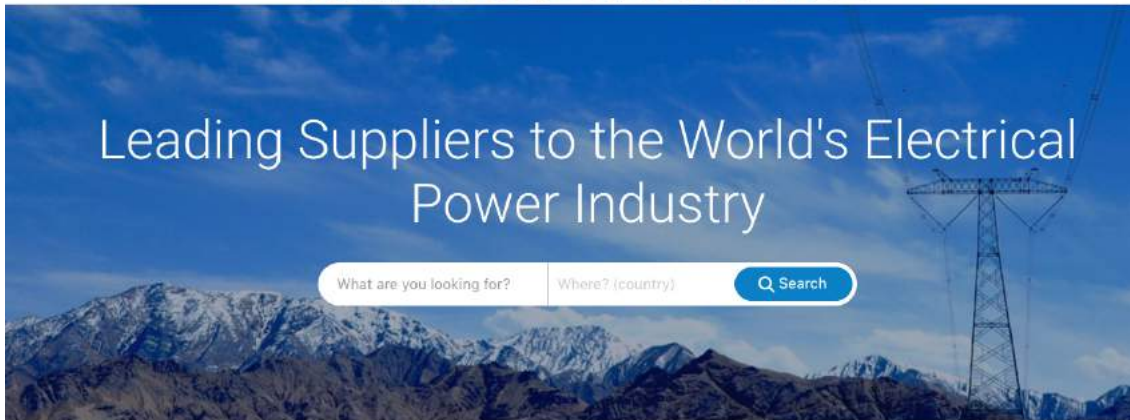 Leading Suppliers to the World's Electrical
Power Industry
What are you looking for?
Where? (country)
Search